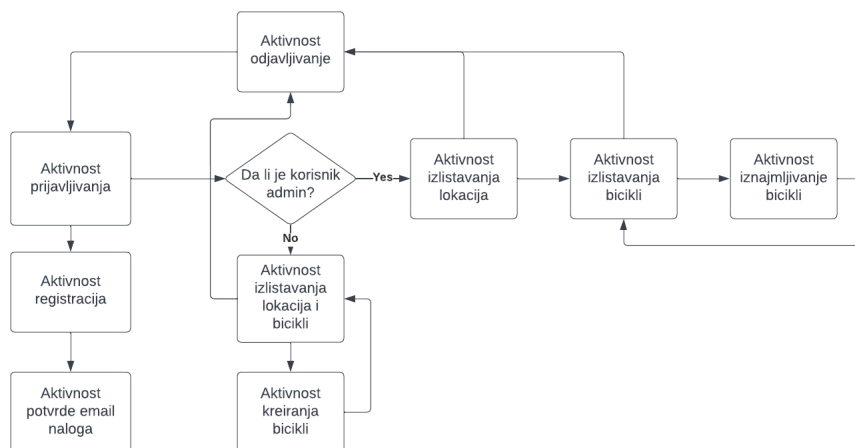 Aktivnost
odjavljivanje
Aktivnost
prijavljivanja
Da li je korisnik
admin?
Yes
Aktivnost
izlistavanja
lokacija
Aktivnost
izlistavanja
bicikli
Aktivnost
iznajmljivanje
bicikli
No
Aktivnost
registracija
Aktivnost
izlistavanja
lokacija i
bicikli
Aktivnost
potvrde email
naloga
Aktivnost
kreiranja
bicikli